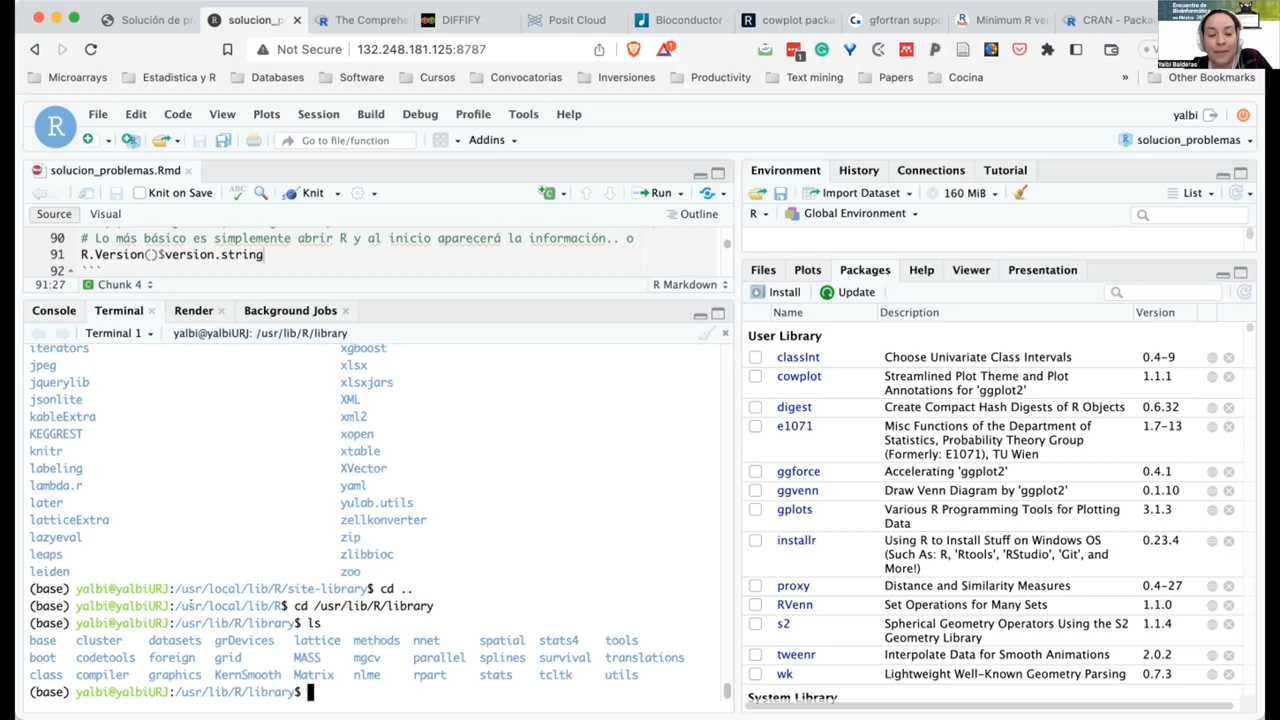 Solución de pr
solucion_
The Comprehe
DIFFIFY
Posit Cloud
Bioconductor
cowplot pack
gfortran supp
Minimum R ve
CRAN - Packa
Encuentro de
Bioinformática
en México
Yalbi Balderas
Not Secure
132.248.181.125:8787
Microarrays
Estadistica y R
Databases
Software
Cursos
Convocatorias
Inversiones
Productivity
Text mining
Papers
Cocina
»
Other Bookmarks
File Edit Code View Plots Session Build Debug Profile Tools Help
yalbi
Go to file/function
Addins
solucion_problemas
solucion_problemas.Rmd
Knit on Save
ABC
Knit
Run
Source
Visual
Outline
90 # Lo más básico es simplemente abrir R y al inicio aparecerá la información.. o
91 R.Version()$version.string
92 ```
91:27
Chunk 4
R Markdown
Console
Terminal
Render
Background Jobs
Terminal 1
yalbi@yalbiURJ: /usr/lib/R/library
iterators xgboost
jpeg xlsx
jquerylib xlsxjars
jsonlite XML
kableExtra xml2
KEGGREST xopen
knitr xtable
labeling XVector
lambda.r yaml
later yulab.utils
latticeExtra zellkonverter
lazyeval zip
leaps zlibbioc
leiden zoo
(base) yalbi@yalbiURJ:/usr/local/lib/R/site-library$ cd ..
(base) yalbi@yalbiURJ:/usr/local/lib/R$ cd /usr/lib/R/library
(base) yalbi@yalbiURJ:/usr/lib/R/library$ ls
base cluster datasets grDevices lattice methods nnet spatial stats4 tools
boot codetools foreign grid MASS mgcv parallel splines survival translations
class compiler graphics KernSmooth Matrix nlme rpart stats tcltk utils
(base) yalbi@yalbiURJ:/usr/lib/R/library$
Environment
History
Connections
Tutorial
Import Dataset
160 MiB
List
R
Global Environment
Files
Plots
Packages
Help
Viewer
Presentation
Install
Update
Name Description Version
User Library
classInt Choose Univariate Class Intervals 0.4-9
cowplot Streamlined Plot Theme and Plot 1.1.1
Annotations for 'ggplot2'
digest Create Compact Hash Digests of R Objects 0.6.32
e1071 Misc Functions of the Department of 1.7-13
Statistics, Probability Theory Group
(Formerly: E1071), TU Wien
ggforce Accelerating 'ggplot2' 0.4.1
ggvenn Draw Venn Diagram by 'ggplot2' 0.1.10
gplots Various R Programming Tools for Plotting 3.1.3
Data
installr Using R to Install Stuff on Windows OS 0.23.4
(Such As: R, 'Rtools', 'RStudio', 'Git', and
More!)
proxy Distance and Similarity Measures 0.4-27
RVenn Set Operations for Many Sets 1.1.0
s2 Spherical Geometry Operators Using the S2 1.1.4
Geometry Library
tweenr Interpolate Data for Smooth Animations 2.0.2
wk Lightweight Well-Known Geometry Parsing 0.7.3
System Library